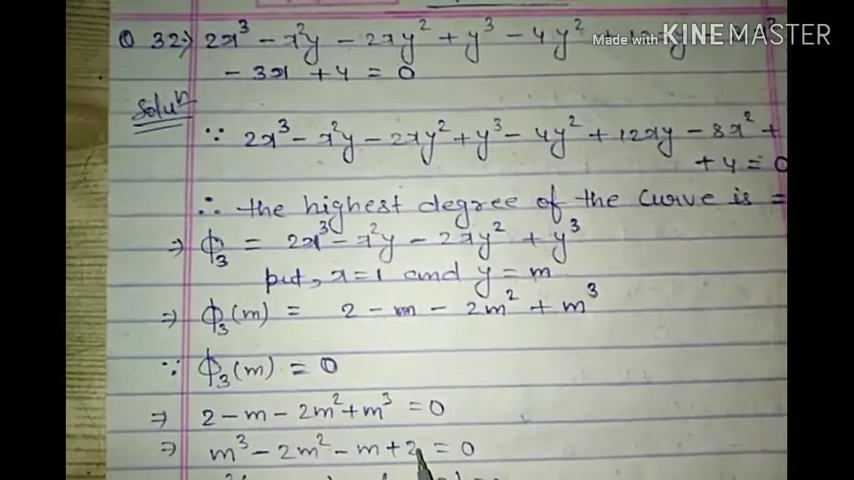 Made with KINEMASTER
Q 32:) 2x³ - x²y - 2xy² + y³ - 4y² + 12xy
- 3x + 4 = 0
Soluⁿ
∵ 2x³ - x²y - 2xy² + y³ - 4y² + 12xy - 8x² +
+ 4 = 0
∴ the highest degree of the curve is =
⇒ ϕ₃ = 2x³ - x²y - 2xy² + y³
put, x = 1 and y = m
⇒ ϕ₃(m) = 2 - m - 2m² + m³
∵ ϕ₃(m) = 0
⇒ 2 - m - 2m² + m³ = 0
⇒ m³ - 2m² - m + 2 = 0